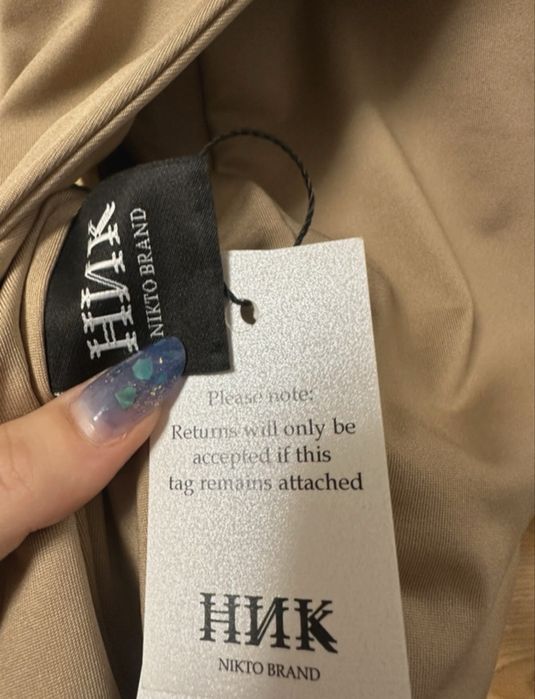 НИК
NIKTO BRAND
Please note:
Returns will only be
accepted if this
tag remains attached
НИК
NIKTO BRAND